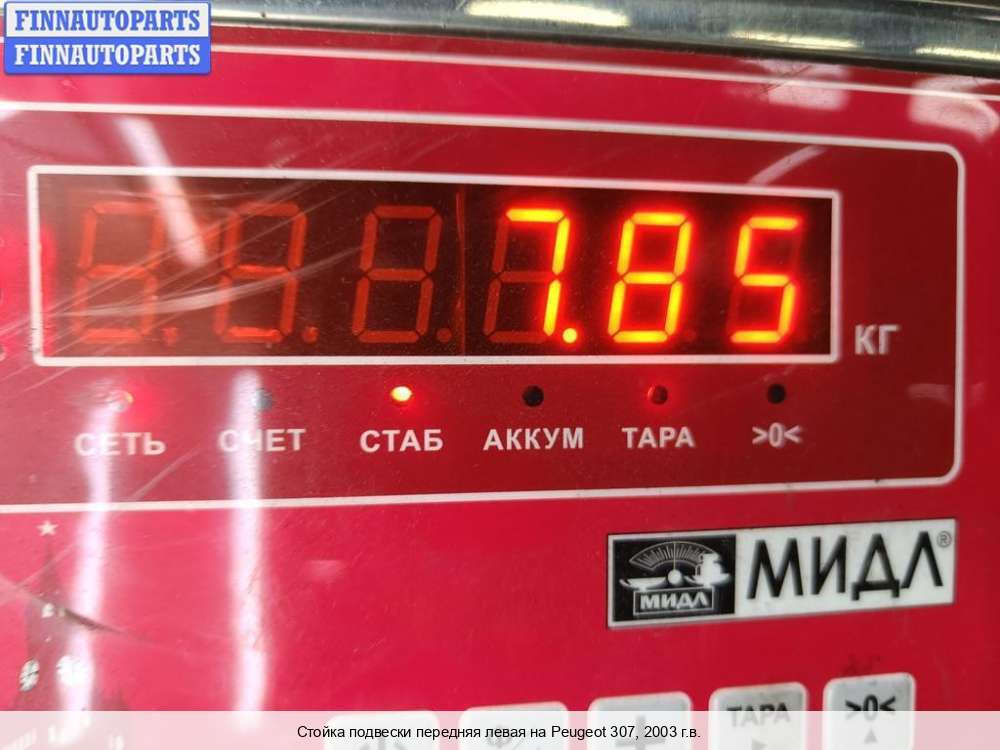 FINNAUTOPARTS
FINNAUTOPARTS
7.85
КГ
СЕТЬ СЧЕТ СТАБ АККУМ ТАРА >0<
МИДЛ МИДЛ®
ТАРА >0<
Стойка подвески передняя левая на Peugeot 307, 2003 г.в.